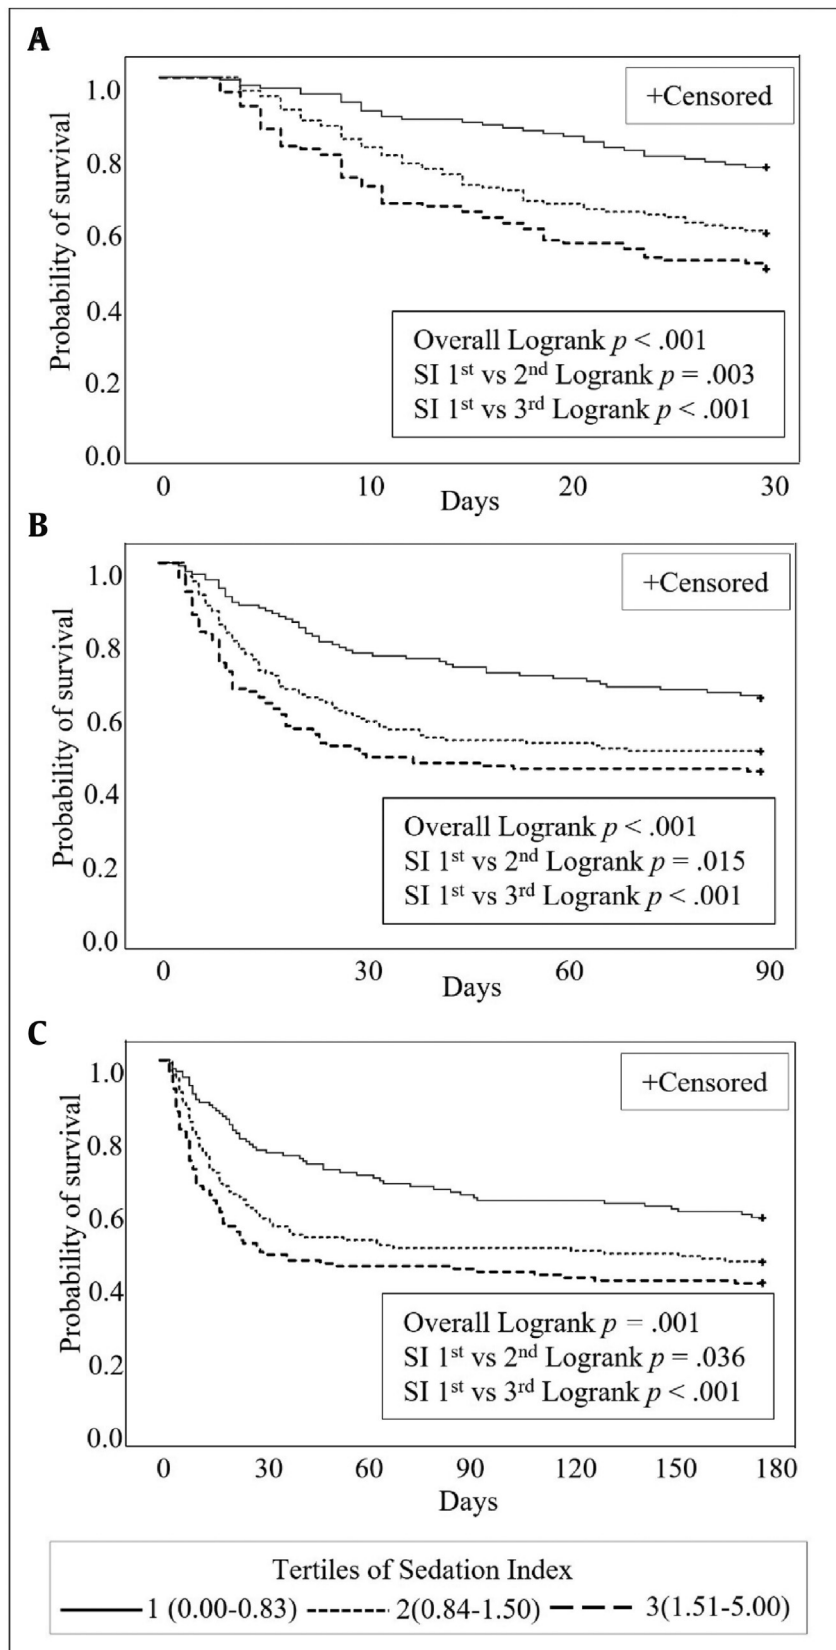 A
+Censored
Probability of survival
1.0
0.8
0.6
0.4
0.2
0.0
Overall Logrank p < .001
SI 1st vs 2nd Logrank p = .003
SI 1st vs 3rd Logrank p < .001
0 10 20 30
Days
B
+Censored
Probability of survival
1.0
0.8
0.6
0.4
0.2
0.0
Overall Logrank p < .001
SI 1st vs 2nd Logrank p = .015
SI 1st vs 3rd Logrank p < .001
0 30 60 90
Days
C
+Censored
Probability of survival
1.0
0.8
0.6
0.4
0.2
0.0
Overall Logrank p = .001
SI 1st vs 2nd Logrank p = .036
SI 1st vs 3rd Logrank p < .001
0 30 60 90 120 150 180
Days
Tertiles of Sedation Index
1 (0.00-0.83) 2(0.84-1.50) 3(1.51-5.00)